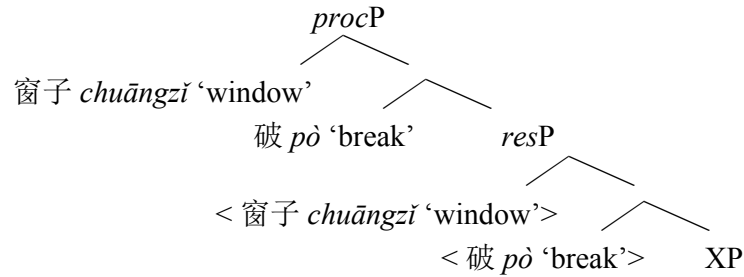 procP
窗子 chuāngzǐ ‘window’
破 pò ‘break’ resP
< 窗子 chuāngzǐ ‘window’>
< 破 pò ‘break’> XP